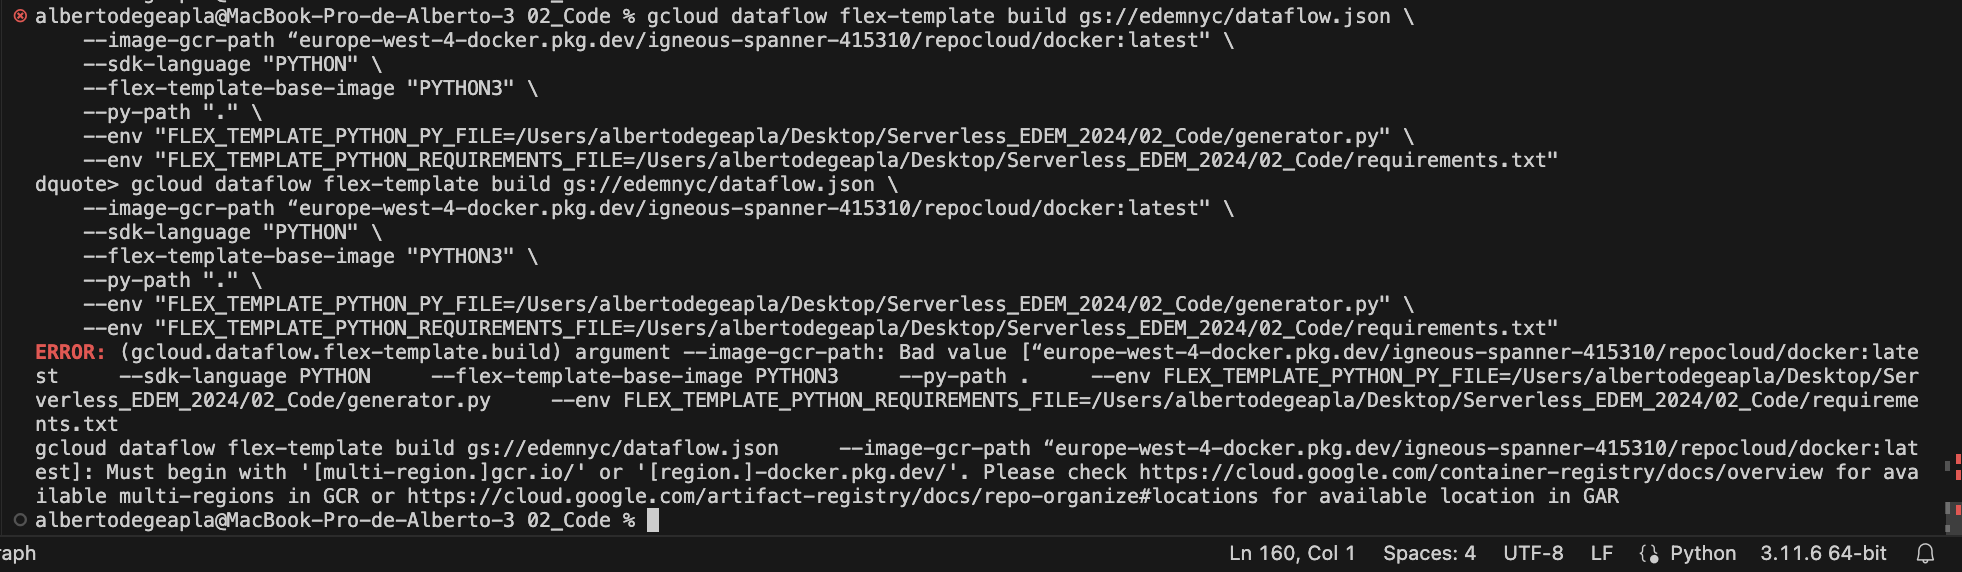 albertodegeapla@MacBook-Pro-de-Alberto-3 02_Code % gcloud dataflow flex-template build gs://edemnyc/dataflow.json \
    --image-gcr-path “europe-west-4-docker.pkg.dev/igneous-spanner-415310/repocloud/docker:latest" \
    --sdk-language "PYTHON" \
    --flex-template-base-image "PYTHON3" \
    --py-path "." \
    --env "FLEX_TEMPLATE_PYTHON_PY_FILE=/Users/albertodegeapla/Desktop/Serverless_EDEM_2024/02_Code/generator.py" \
    --env "FLEX_TEMPLATE_PYTHON_REQUIREMENTS_FILE=/Users/albertodegeapla/Desktop/Serverless_EDEM_2024/02_Code/requirements.txt"
dquote> gcloud dataflow flex-template build gs://edemnyc/dataflow.json \
    --image-gcr-path “europe-west-4-docker.pkg.dev/igneous-spanner-415310/repocloud/docker:latest" \
    --sdk-language "PYTHON" \
    --flex-template-base-image "PYTHON3" \
    --py-path "." \
    --env "FLEX_TEMPLATE_PYTHON_PY_FILE=/Users/albertodegeapla/Desktop/Serverless_EDEM_2024/02_Code/generator.py" \
    --env "FLEX_TEMPLATE_PYTHON_REQUIREMENTS_FILE=/Users/albertodegeapla/Desktop/Serverless_EDEM_2024/02_Code/requirements.txt"
ERROR: (gcloud.dataflow.flex-template.build) argument --image-gcr-path: Bad value [“europe-west-4-docker.pkg.dev/igneous-spanner-415310/repocloud/docker:late
st     --sdk-language PYTHON     --flex-template-base-image PYTHON3     --py-path .     --env FLEX_TEMPLATE_PYTHON_PY_FILE=/Users/albertodegeapla/Desktop/Ser
verless_EDEM_2024/02_Code/generator.py     --env FLEX_TEMPLATE_PYTHON_REQUIREMENTS_FILE=/Users/albertodegeapla/Desktop/Serverless_EDEM_2024/02_Code/requireme
nts.txt
gcloud dataflow flex-template build gs://edemnyc/dataflow.json     --image-gcr-path “europe-west-4-docker.pkg.dev/igneous-spanner-415310/repocloud/docker:lat
est]: Must begin with '[multi-region.]gcr.io/' or '[region.]-docker.pkg.dev/'. Please check https://cloud.google.com/container-registry/docs/overview for ava
ilable multi-regions in GCR or https://cloud.google.com/artifact-registry/docs/repo-organize#locations for available location in GAR
albertodegeapla@MacBook-Pro-de-Alberto-3 02_Code %
raph Ln 160, Col 1 Spaces: 4 UTF-8 LF {} Python 3.11.6 64-bit